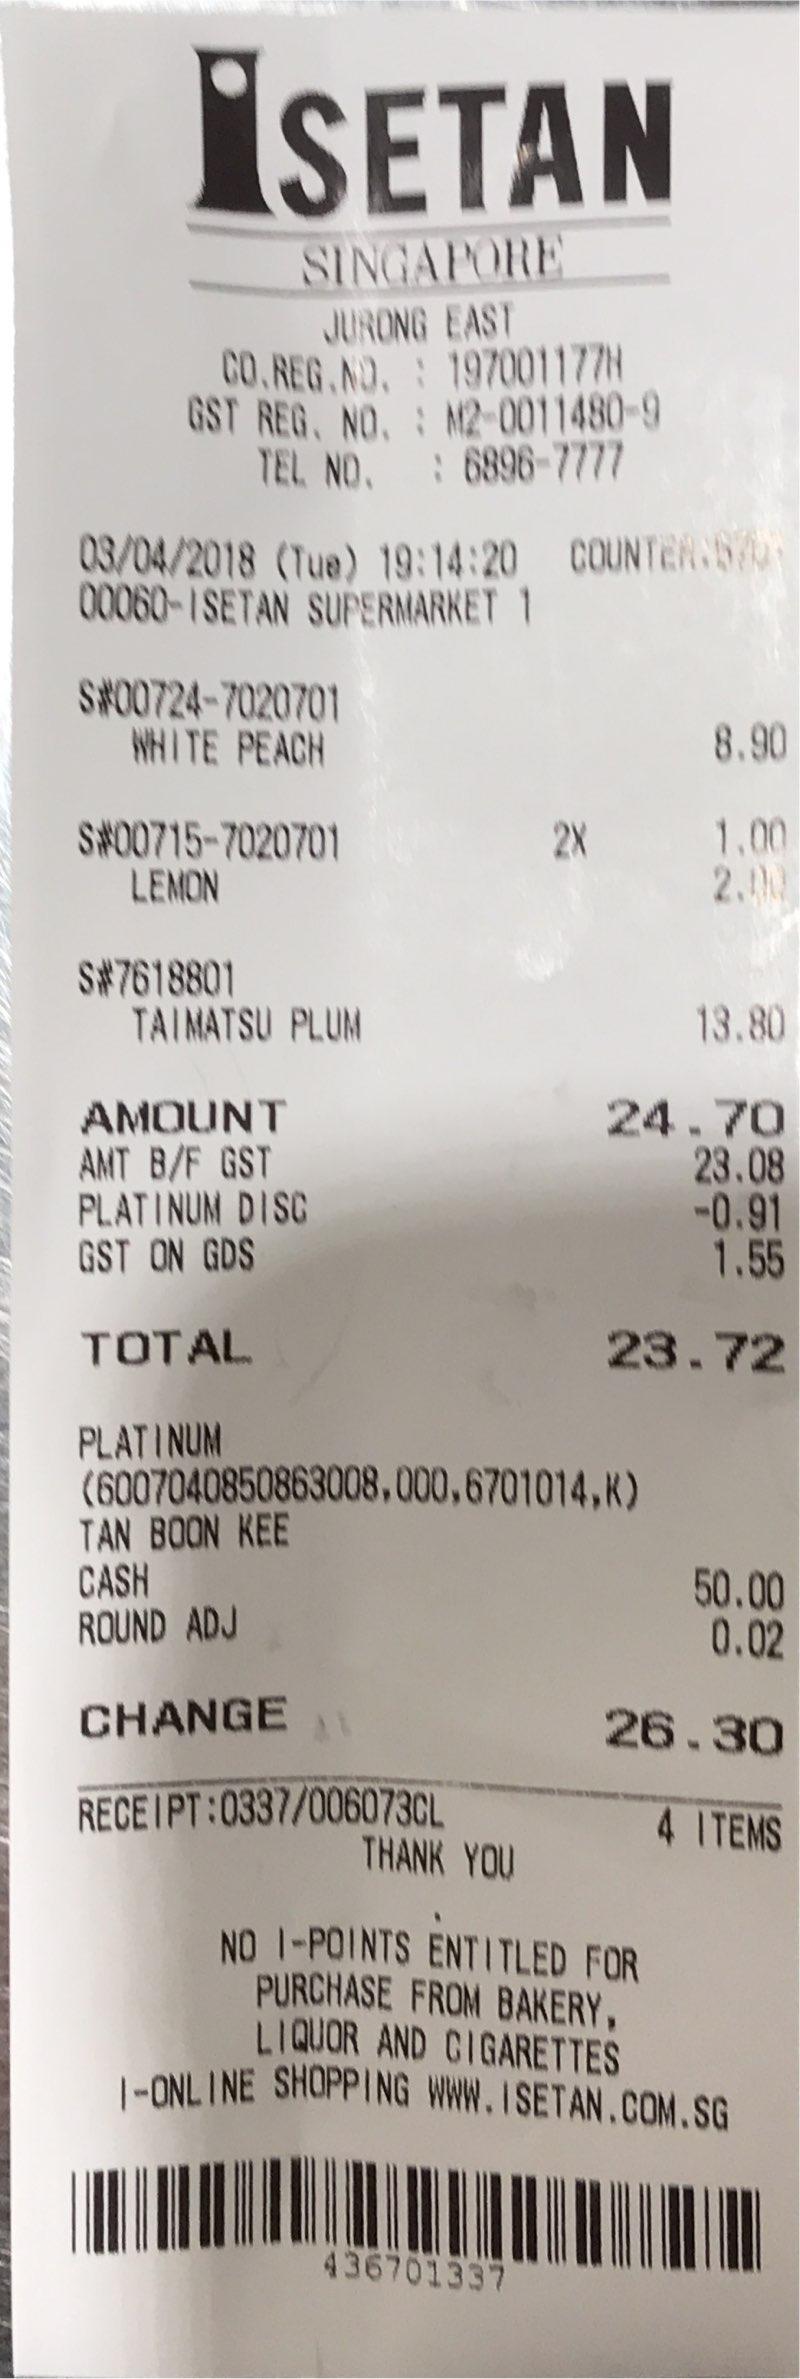 ISETAN
SINGAPORE
JURONG EAST
CO.REG.NO. : 197001177H
GST REG. NO. : M2-0011480-9
TEL NO. : 6896-7777
03/04/2018 (Tue) 19:14:20 COUNTER:6701
00060-ISETAN SUPERMARKET 1
S#00724-7020701
WHITE PEACH 8.90
S#00715-7020701 2X 1.00
LEMON 2.00
S#7618801
TAIMATSU PLUM 13.80
AMOUNT 24.70
AMT B/F GST 23.08
PLATINUM DISC -0.91
GST ON GDS 1.55
TOTAL 23.72
PLATINUM
(6007040850863008,000,6701014,K)
TAN BOON KEE
CASH 50.00
ROUND ADJ 0.02
CHANGE 26.30
RECEIPT:0337/006073CL 4 ITEMS
THANK YOU
NO I-POINTS ENTITLED FOR
PURCHASE FROM BAKERY,
LIQUOR AND CIGARETTES
I-ONLINE SHOPPING WWW.ISETAN.COM.SG
436701337